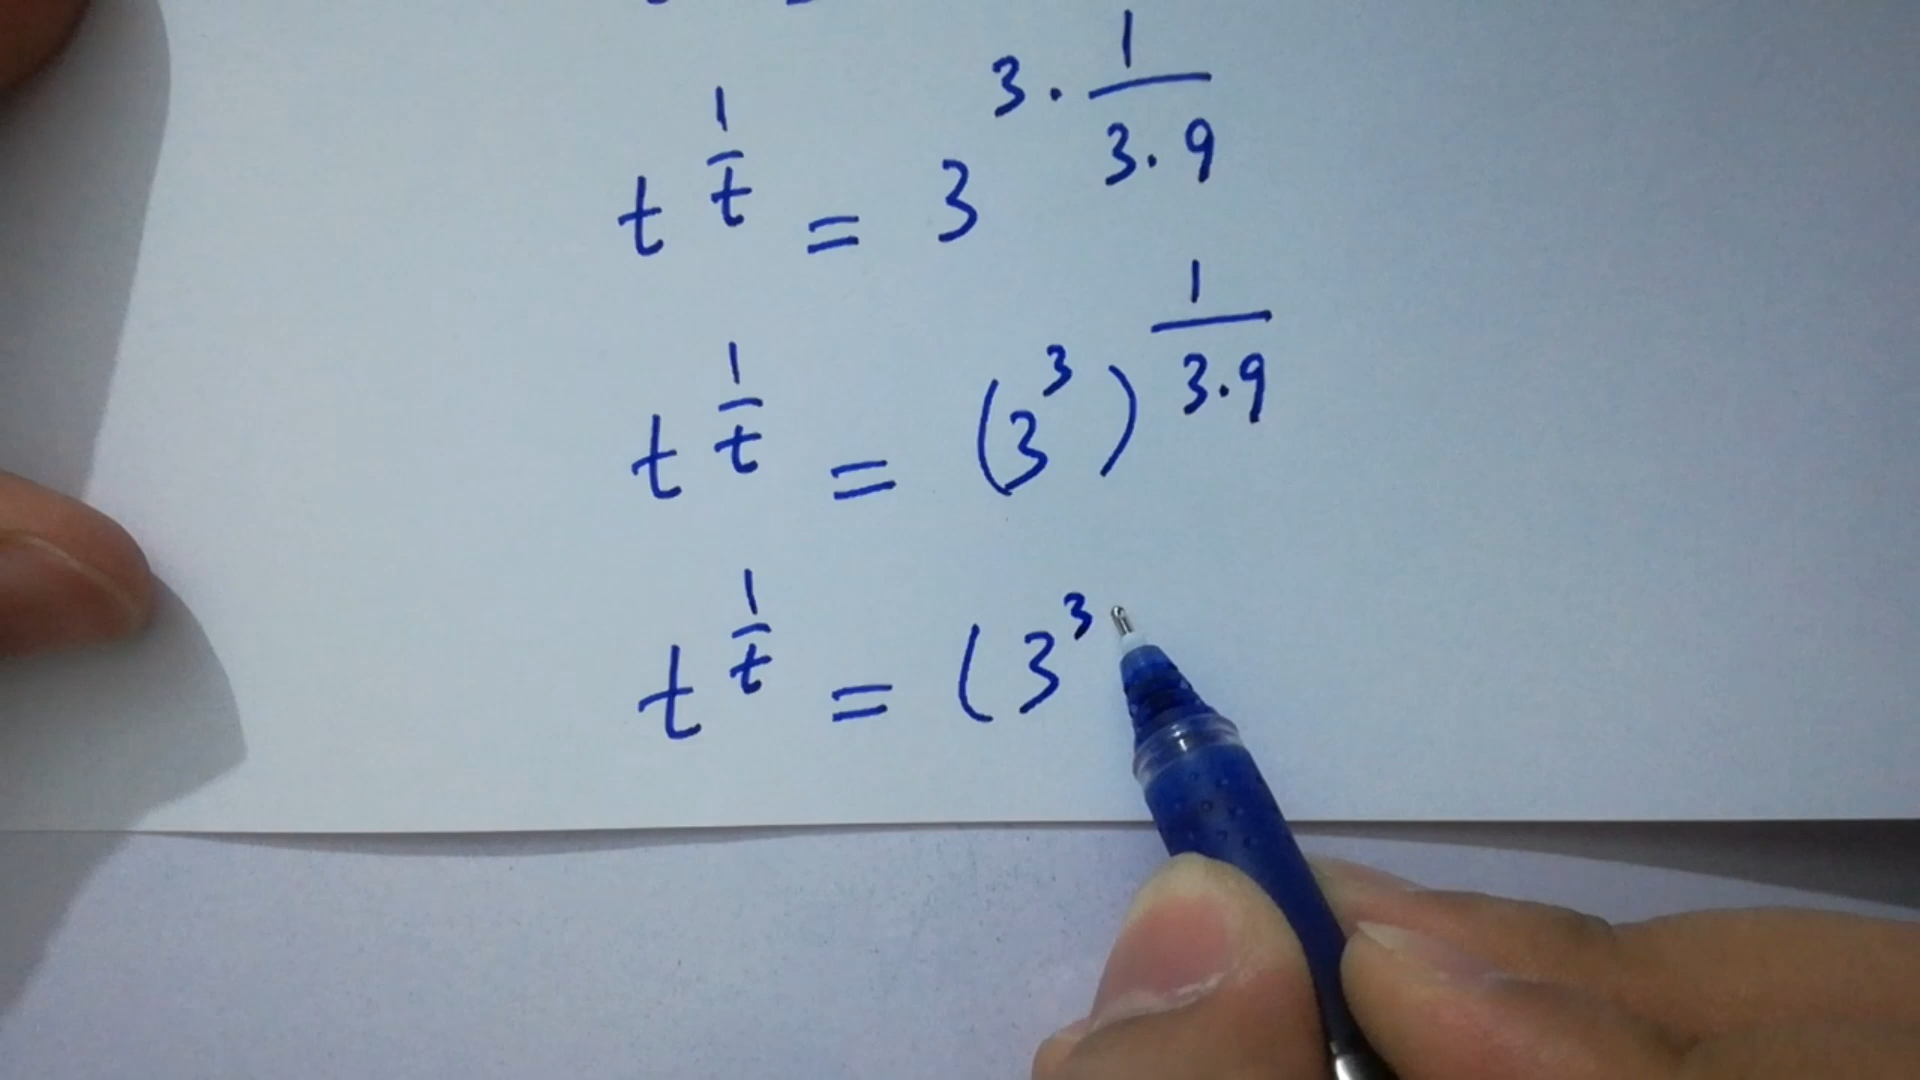 t^(1/t) = 3^(3 · 1/(3 · 9))
t^(1/t) = (3^3)^(1/(3 · 9))
t^(1/t) = (3^3